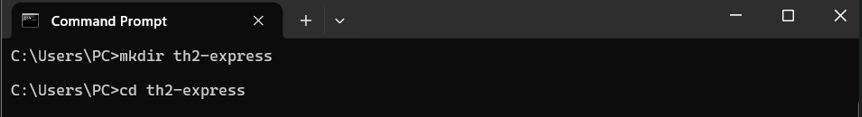 Command Prompt
C:\Users\PC>mkdir th2-express
C:\Users\PC>cd th2-express